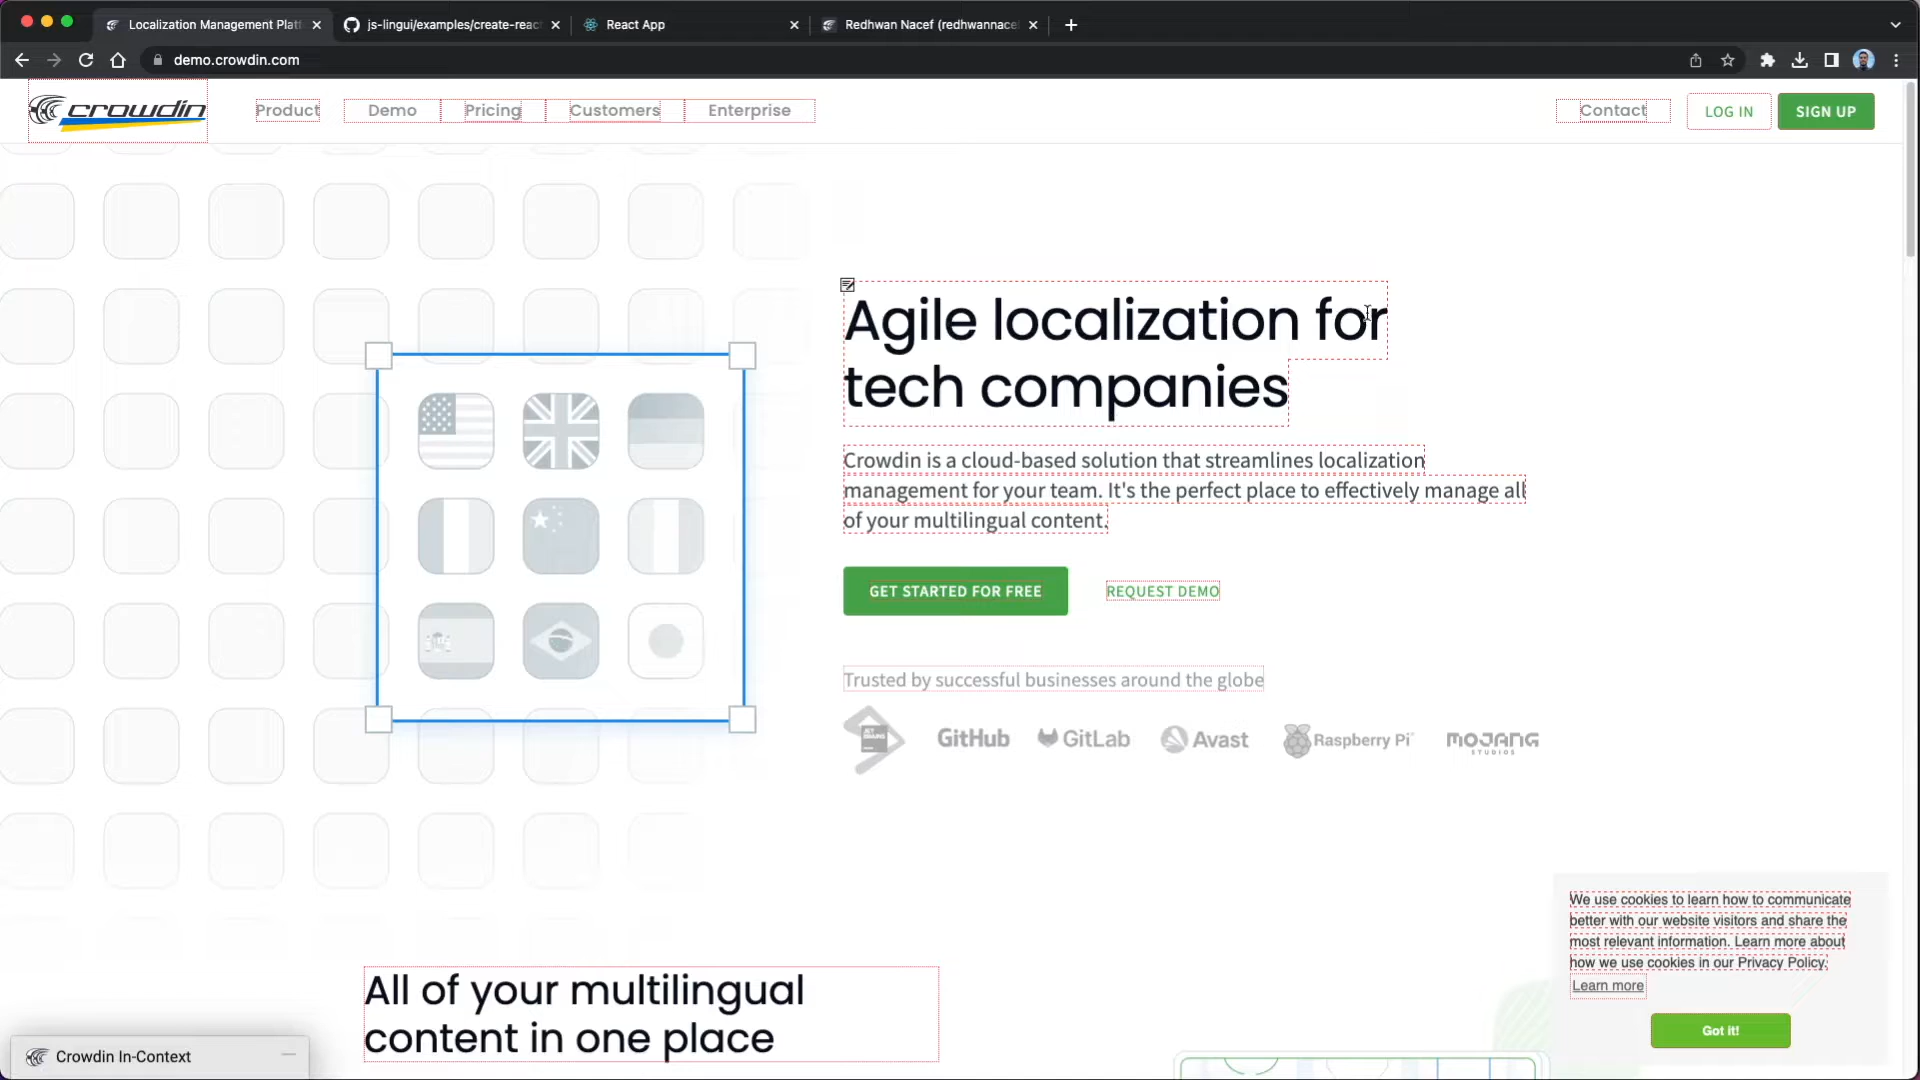 Localization Management Platf
js-lingui/examples/create-reac
React App
Redhwan Nacef (redhwannace
demo.crowdin.com
crowdin
Product
Demo
Pricing
Customers
Enterprise
Contact
LOG IN
SIGN UP
Agile localization for
tech companies
Crowdin is a cloud-based solution that streamlines localization
management for your team. It's the perfect place to effectively manage all
of your multilingual content.
GET STARTED FOR FREE
REQUEST DEMO
Trusted by successful businesses around the globe
JET BRAINS
GitHub
GitLab
Avast
Raspberry Pi
MOJANG
STUDIOS
We use cookies to learn how to communicate
better with our website visitors and share the
most relevant information. Learn more about
how we use cookies in our Privacy Policy.
Learn more
Got it!
All of your multilingual
content in one place
Crowdin In-Context